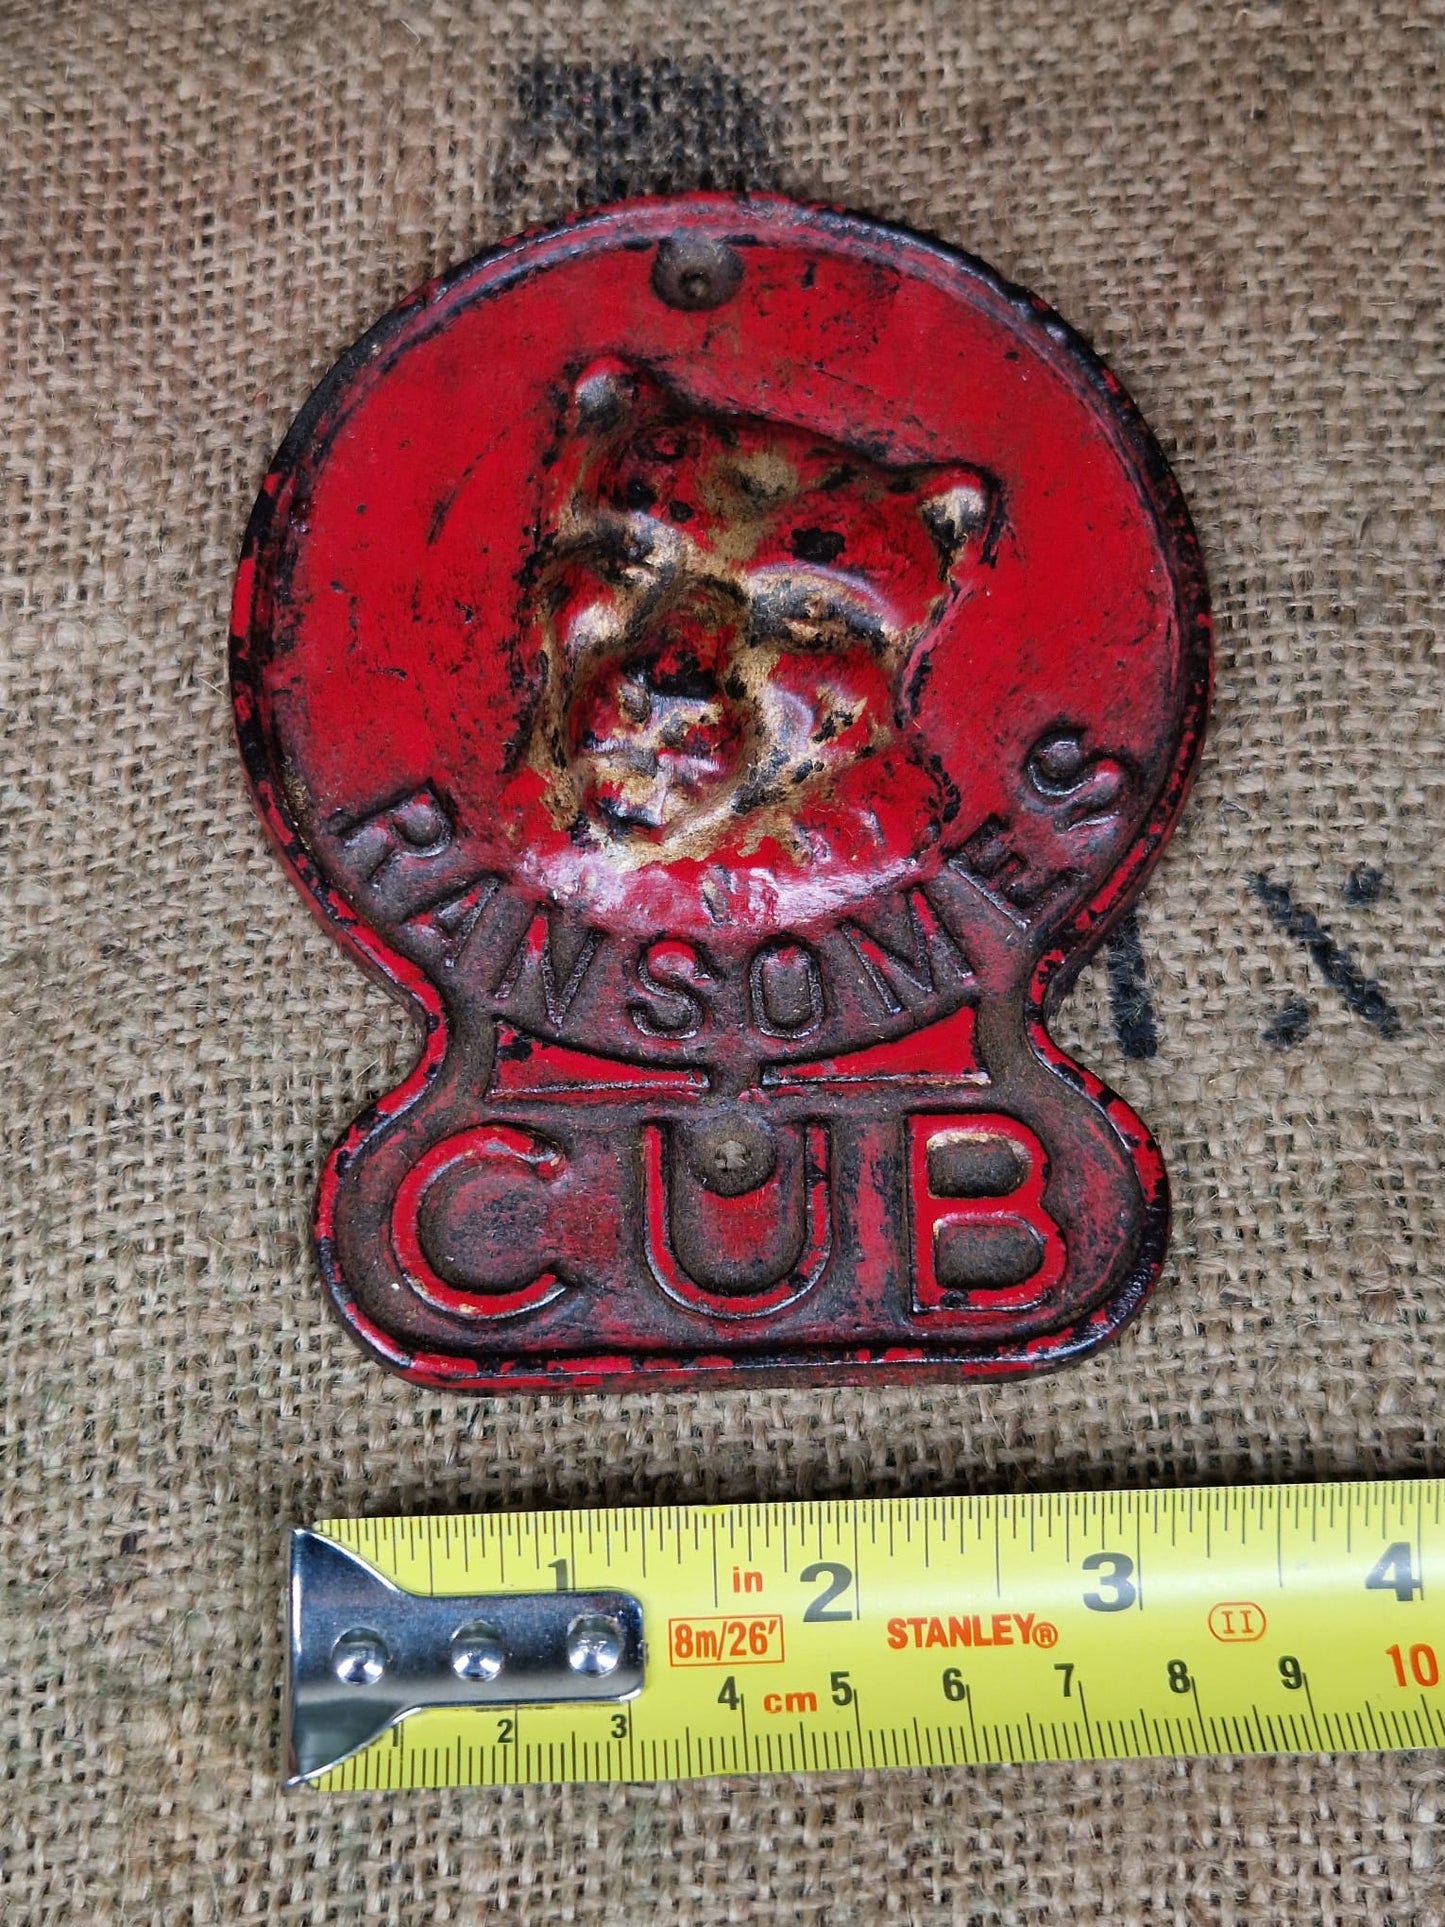 RANSOMES
CUB
1 in 2 3 4
8m/26' STANLEY® II
1 2 3 4 cm 5 6 7 8 9 10